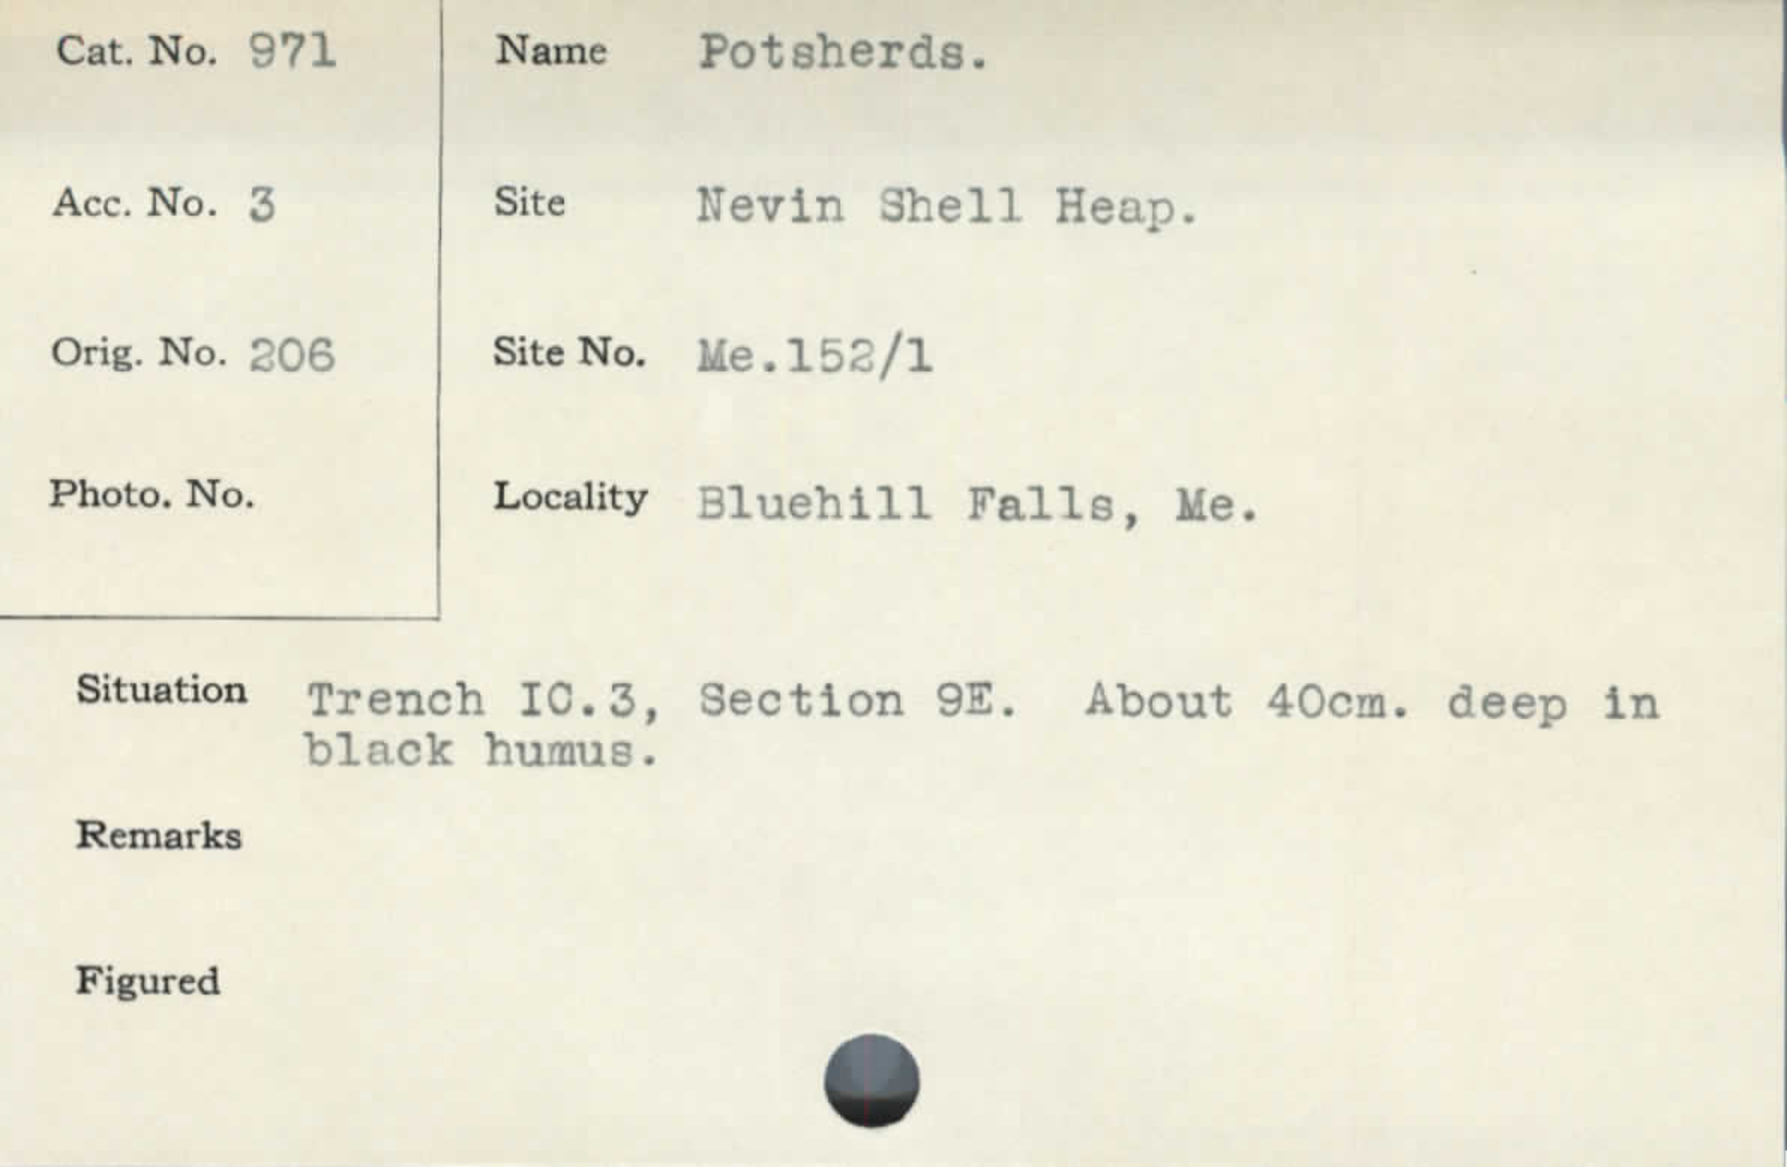 Cat. No. 971
Acc. No. 3
Orig. No. 206
Photo. No.
Name Potsherds.
Site Nevin Shell Heap.
Site No. Me.152/1
Locality Bluehill Falls, Me.
Situation Trench IC.3, Section 9E. About 40cm. deep in
black humus.
Remarks
Figured